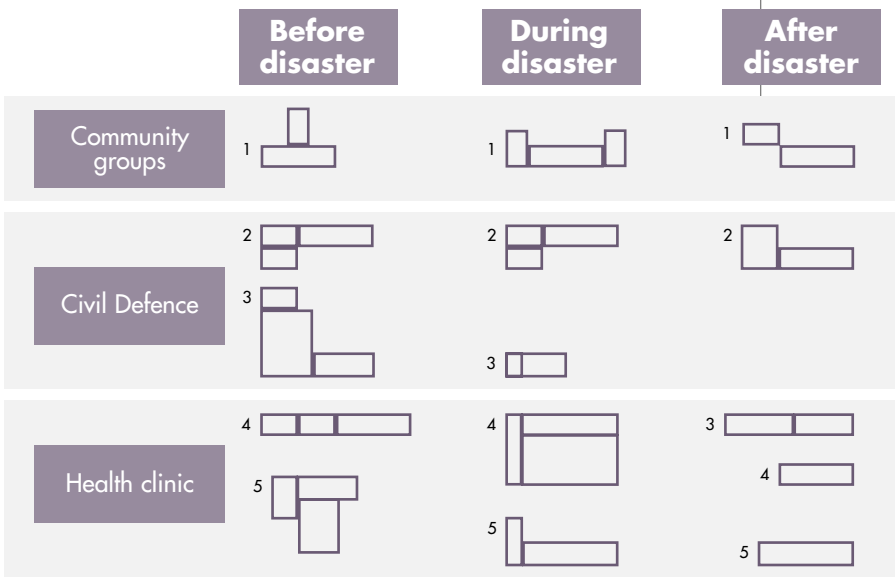 Before
disaster
During
disaster
After
disaster
Community
groups
1
1
1
Civil Defence
2
2
2
3
3
Health clinic
4
4
3
5
4
5
5